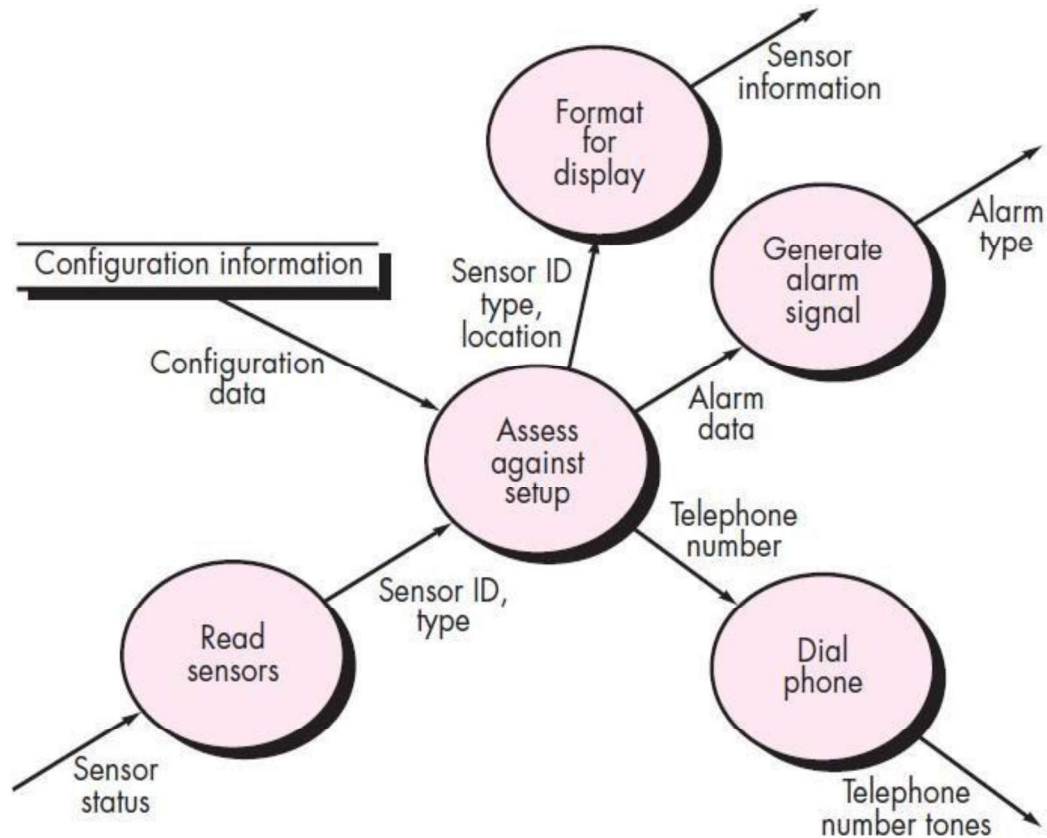 Sensor
information
Format
for
display
Alarm
type
Configuration information
Sensor ID
type,
location
Generate
alarm
signal
Configuration
data
Alarm
data
Assess
against
setup
Telephone
number
Sensor ID,
type
Read
sensors
Dial
phone
Sensor
status
Telephone
number tones